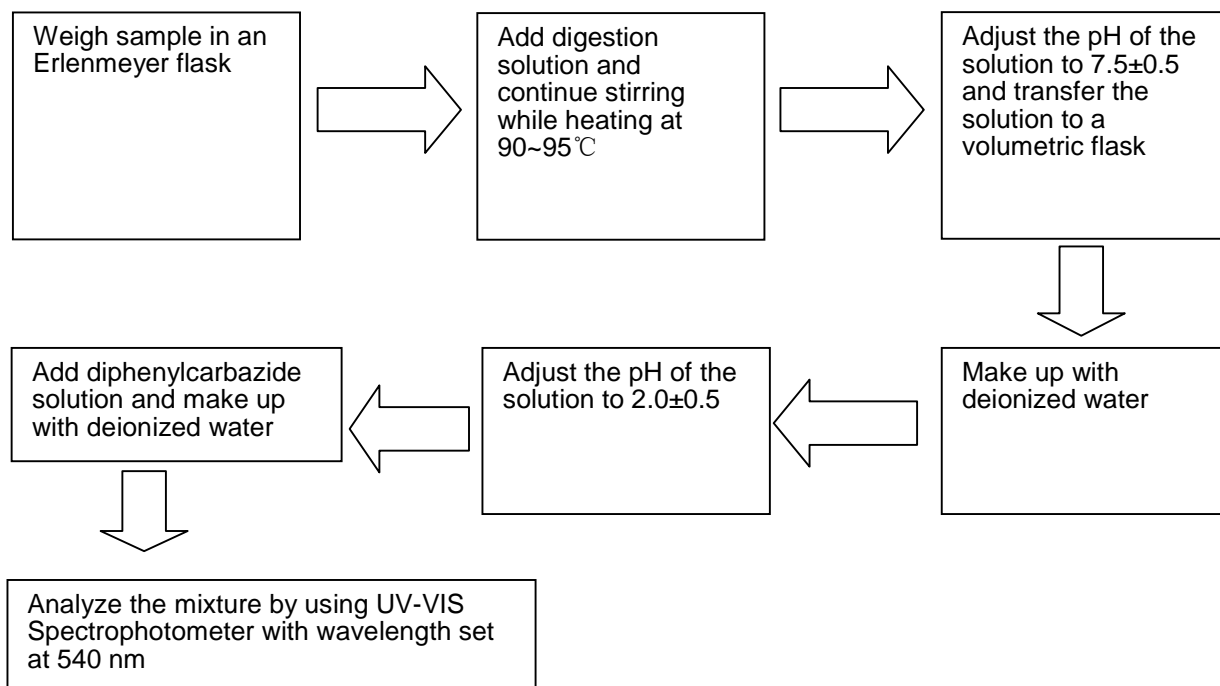 Weigh sample in an
Erlenmeyer flask
Add digestion
solution and
continue stirring
while heating at
90~95℃
Adjust the pH of the
solution to 7.5±0.5
and transfer the
solution to a
volumetric flask
Make up with
deionized water
Adjust the pH of the
solution to 2.0±0.5
Add diphenylcarbazide
solution and make up
with deionized water
Analyze the mixture by using UV-VIS
Spectrophotometer with wavelength set
at 540 nm